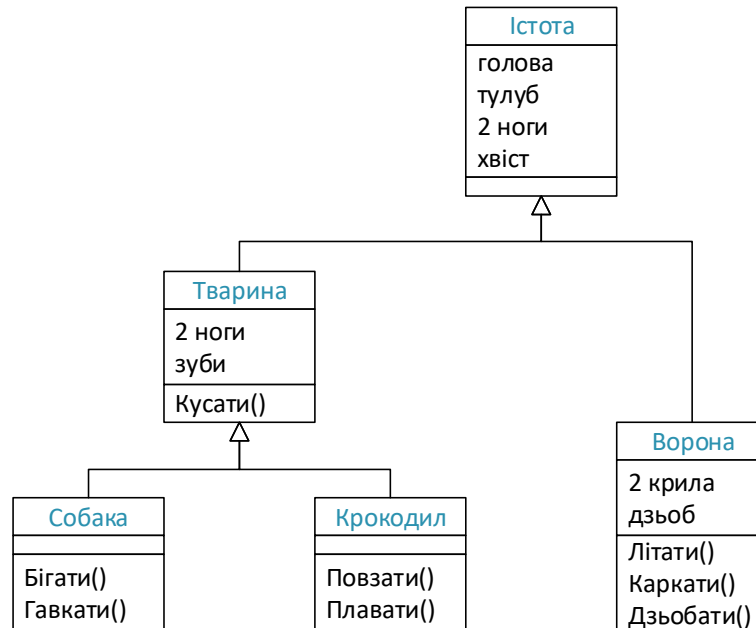 Істота
голова
тулуб
2 ноги
хвіст
Тварина
2 ноги
зуби
Кусати()
Собака
Бігати()
Гавкати()
Крокодил
Повзати()
Плавати()
Ворона
2 крила
дзьоб
Літати()
Каркати()
Дзьобати()